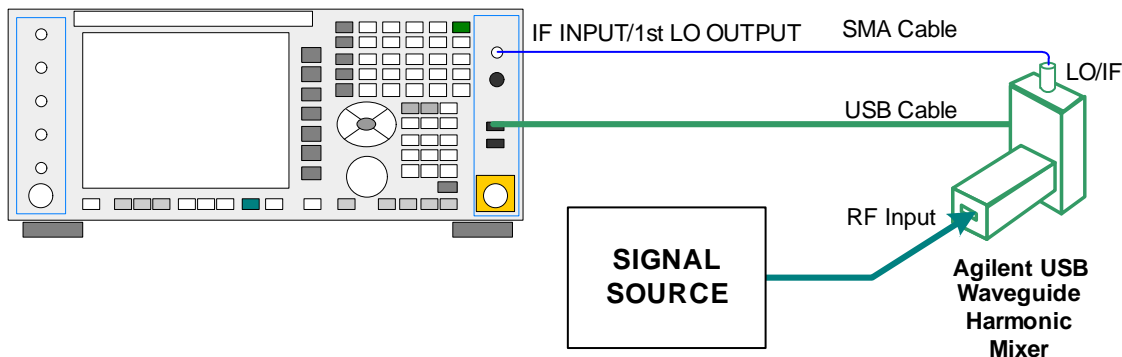 IF INPUT/1st LO OUTPUT
SMA Cable
LO/IF
USB Cable
RF Input
SIGNAL
SOURCE
Agilent USB
Waveguide
Harmonic
Mixer